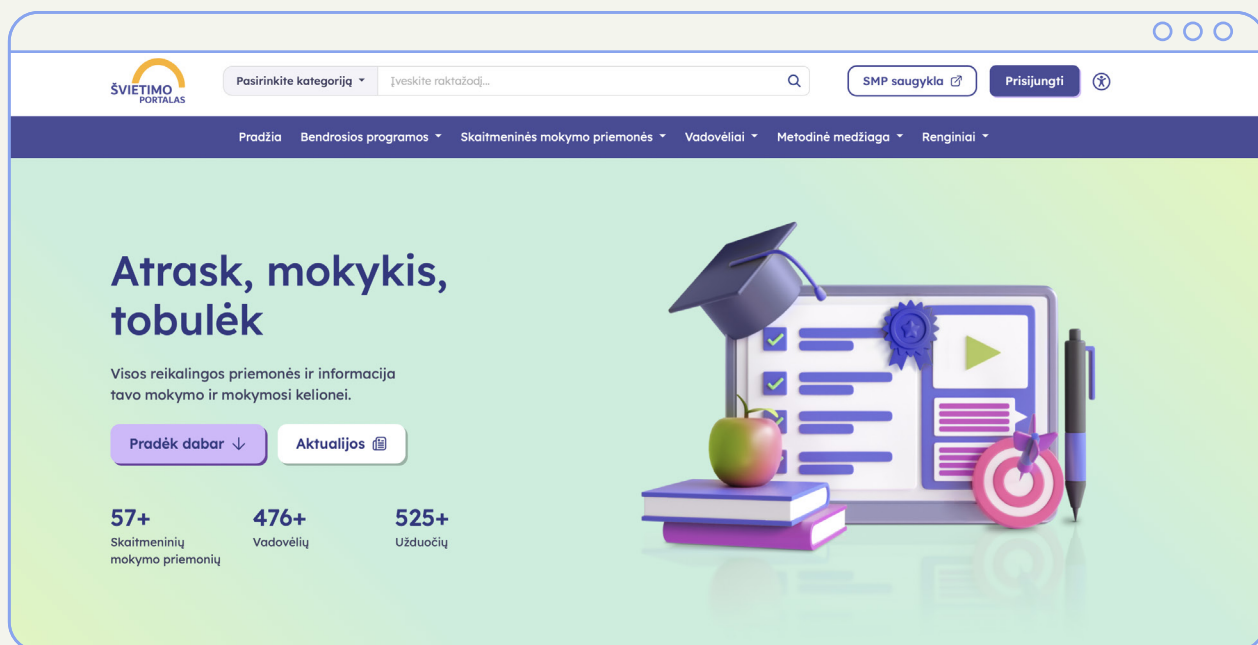 ŠVIETIMO
PORTALAS
Pasirinkite kategoriją
Įveskite raktažodį...
SMP saugykla
Prisijungti
Pradžia Bendrosios programos Skaitmeninės mokymo priemonės Vadovėliai Metodinė medžiaga Renginiai
Atrask, mokykis,
tobulėk
Visos reikalingos priemonės ir informacija
tavo mokymo ir mokymosi kelionei.
Pradėk dabar
Aktualijos
57+ 476+ 525+
Skaitmeninių Vadovėlių Užduočių
mokymo priemonių